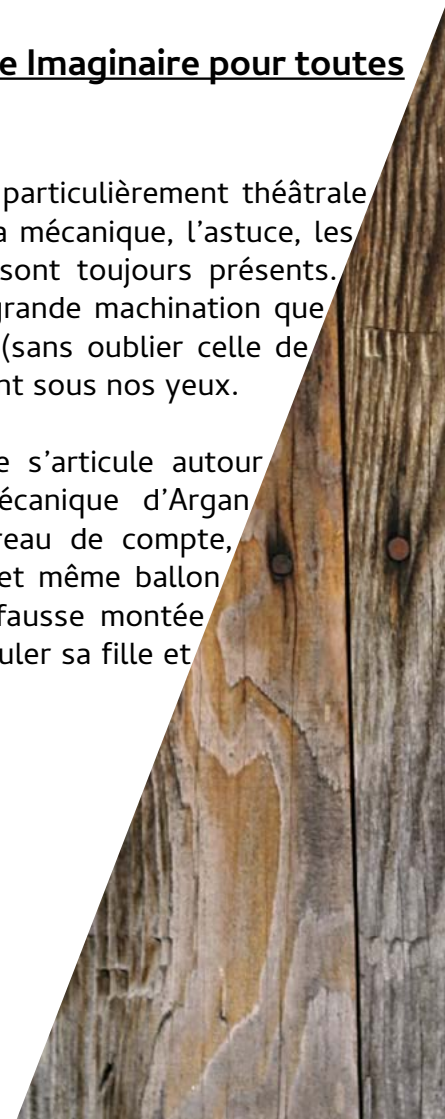 e Imaginaire pour toutes
particulièrement théâtrale
a mécanique, l’astuce, les
sont toujours présents.
grande machination que
(sans oublier celle de
nt sous nos yeux.
e s’articule autour
écanique d’Argan
reau de compte,
et même ballon
fausse montée
uler sa fille et